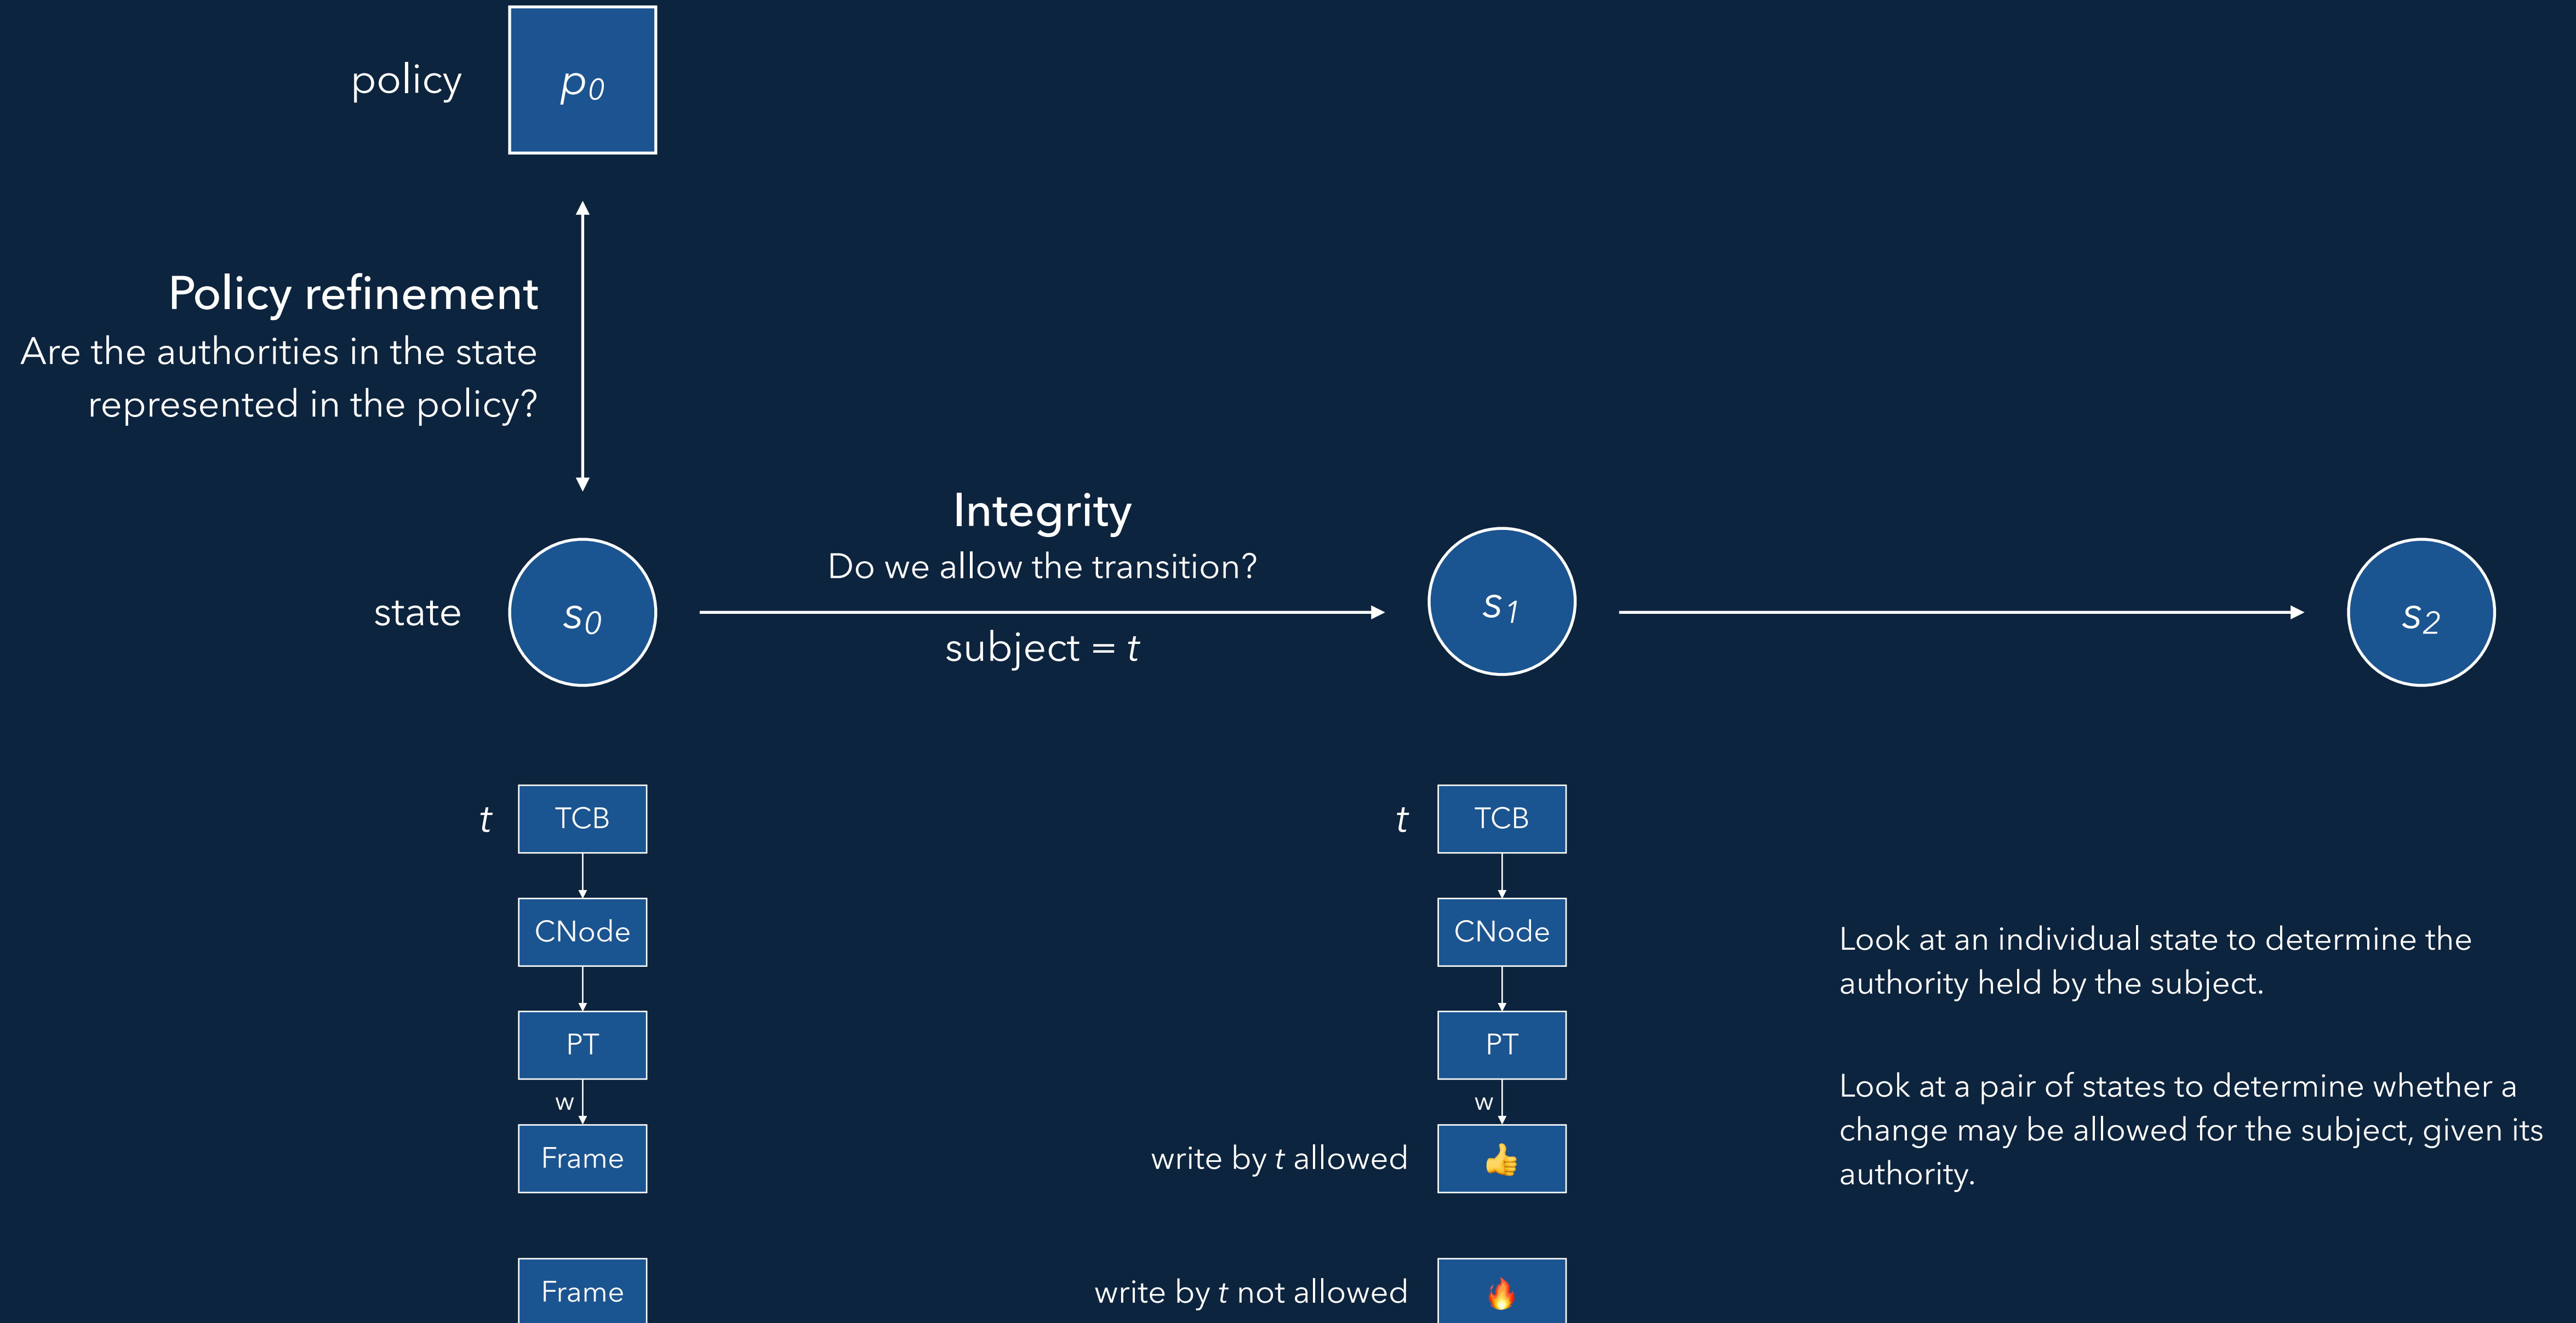 policy
p0
Policy refinement
Are the authorities in the state
represented in the policy?
state
s0
Integrity
Do we allow the transition?
subject = t
s1
s2
t
TCB
CNode
PT
w
Frame
Frame
t
TCB
CNode
PT
w
write by t allowed
write by t not allowed
Look at an individual state to determine the
authority held by the subject.
Look at a pair of states to determine whether a
change may be allowed for the subject, given its
authority.